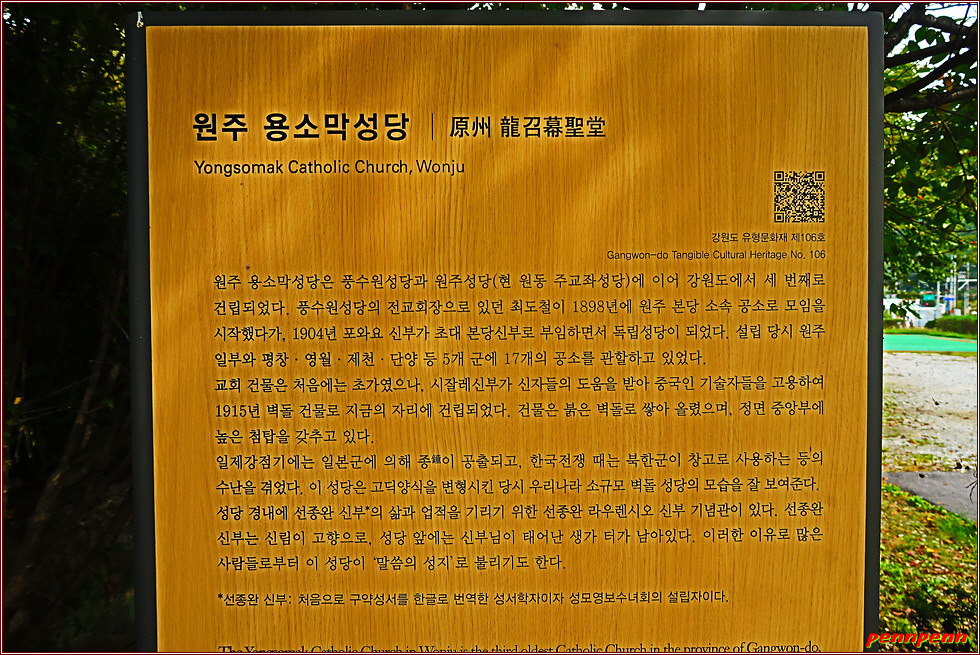 원주 용소막성당 | 原州 龍召幕聖堂
Yongsomak Catholic Church, Wonju
강원도 유형문화재 제106호
Gangwon-do Tangible Cultural Heritage No. 106
원주 용소막성당은 풍수원성당과 원주성당(현 원동 주교좌성당)에 이어 강원도에서 세 번째로
건립되었다. 풍수원성당의 전교회장으로 있던 최도철이 1898년에 원주 본당 소속 공소로 모임을
시작했다가, 1904년 포와요 신부가 초대 본당신부로 부임하면서 독립성당이 되었다. 설립 당시 원주
일부와 평창·영월·제천·단양 등 5개 군에 17개의 공소를 관할하고 있었다.
교회 건물은 처음에는 초가였으나, 시잘레신부가 신자들의 도움을 받아 중국인 기술자들을 고용하여
1915년 벽돌 건물로 지금의 자리에 건립되었다. 건물은 붉은 벽돌로 쌓아 올렸으며, 정면 중앙부에
높은 첨탑을 갖추고 있다.
일제강점기에는 일본군에 의해 종鐘이 공출되고, 한국전쟁 때는 북한군이 창고로 사용하는 등의
수난을 겪었다. 이 성당은 고딕양식을 변형시킨 당시 우리나라 소규모 벽돌 성당의 모습을 잘 보여준다.
성당 경내에 선종완 신부*의 삶과 업적을 기리기 위한 선종완 라우렌시오 신부 기념관이 있다. 선종완
신부는 신림이 고향으로, 성당 앞에는 신부님이 태어난 생가 터가 남아있다. 이러한 이유로 많은
사람들로부터 이 성당이 '말씀의 성지'로 불리기도 한다.
*선종완 신부: 처음으로 구약성서를 한글로 번역한 성서학자이자 성모영보수녀회의 설립자이다.
The Yongsomak Catholic Church in Wonju is the third oldest Catholic Church in the province of Gangwon-do.
pennpenn